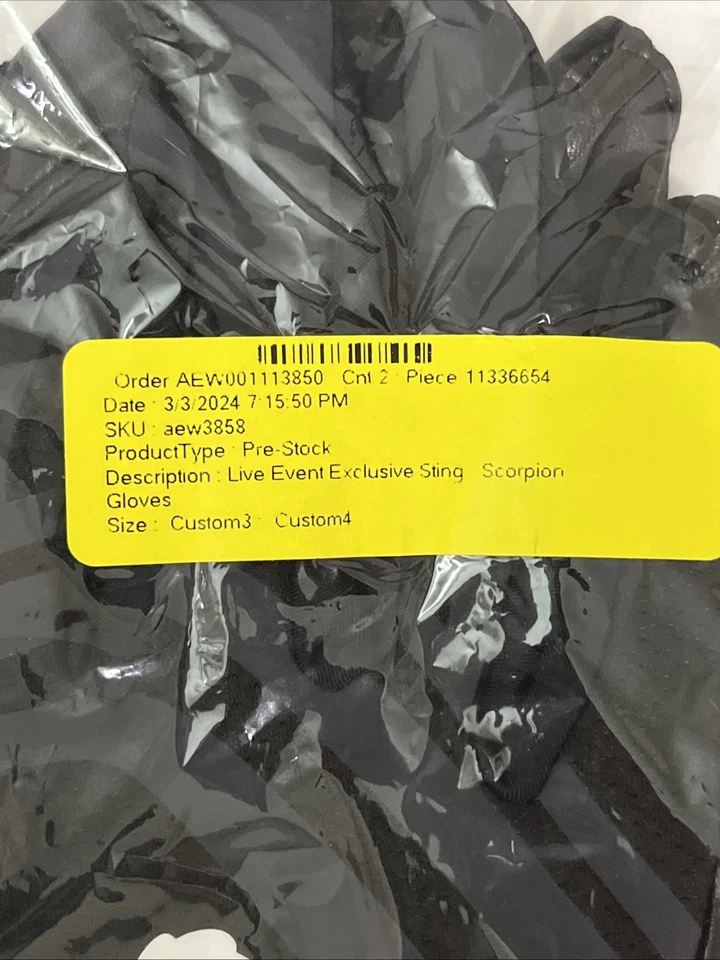 Order AEW001113850 Cnt 2 Piece 11336654
Date : 3/3/2024 7:15:50 PM
SKU : aew3858
ProductType : Pre-Stock
Description : Live Event Exclusive Sting Scorpion
Gloves
Size : Custom3 Custom4